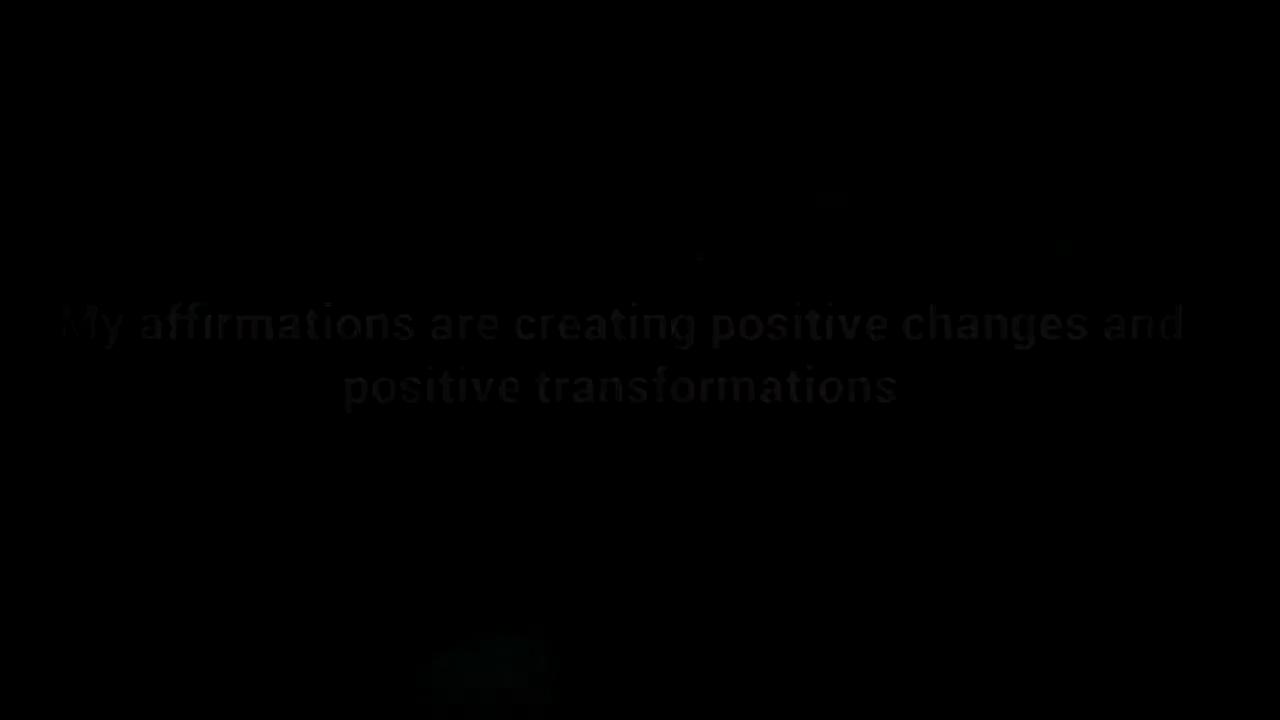 My affirmations are creating positive changes and
positive transformations